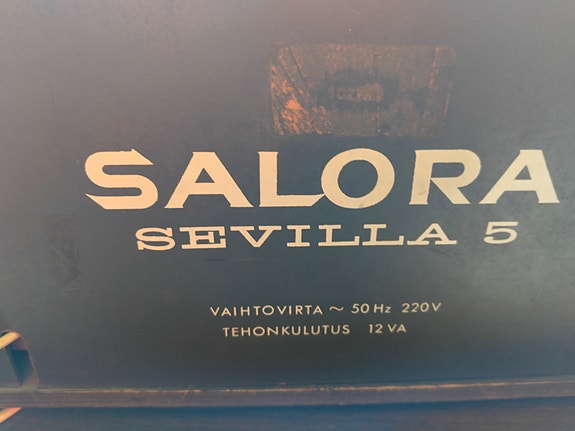 SALORA
SEVILLA 5
VAIHTOVIRTA ~ 50 Hz 220V
TEHONKULUTUS 12 VA